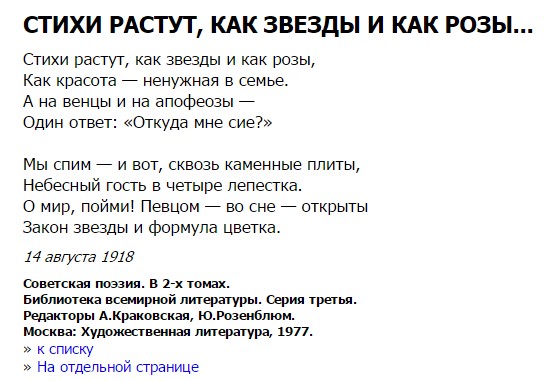 СТИХИ РАСТУТ, КАК ЗВЕЗДЫ И КАК РОЗЫ...
Стихи растут, как звезды и как розы,
Как красота — ненужная в семье.
А на венцы и на апофеозы —
Один ответ: «Откуда мне сие?»
Мы спим — и вот, сквозь каменные плиты,
Небесный гость в четыре лепестка.
О мир, пойми! Певцом — во сне — открыты
Закон звезды и формула цветка.
14 августа 1918
Советская поэзия. В 2-х томах.
Библиотека всемирной литературы. Серия третья.
Редакторы А.Краковская, Ю.Розенблюм.
Москва: Художественная литература, 1977.
» к списку
» На отдельной странице